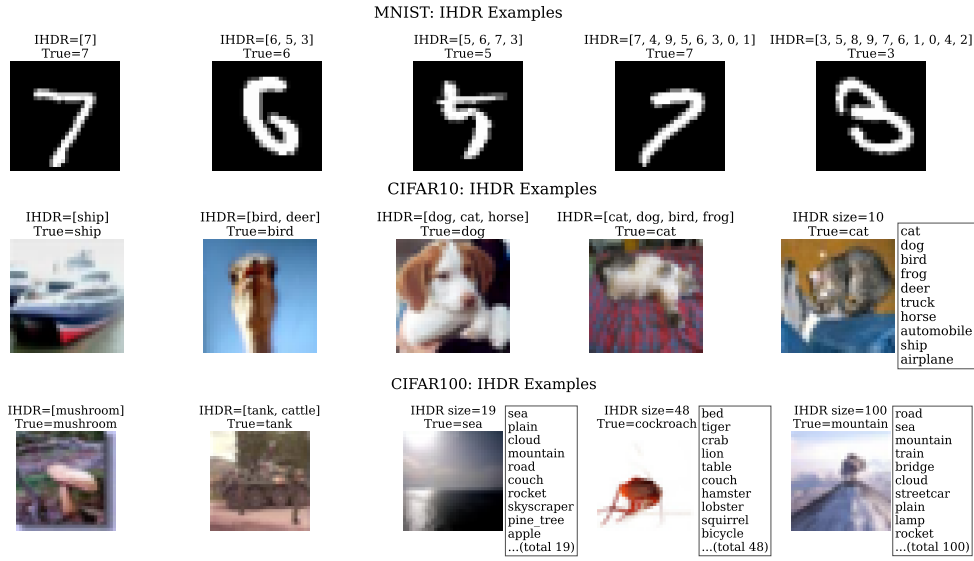 MNIST: IHDR Examples
IHDR=[7]
True=7
IHDR=[6, 5, 3]
True=6
IHDR=[5, 6, 7, 3]
True=5
IHDR=[7, 4, 9, 5, 6, 3, 0, 1]
True=7
IHDR=[3, 5, 8, 9, 7, 6, 1, 0, 4, 2]
True=3
7
6
5
7
3
CIFAR10: IHDR Examples
IHDR=[ship]
True=ship
IHDR=[bird, deer]
True=bird
IHDR=[dog, cat, horse]
True=dog
IHDR=[cat, dog, bird, frog]
True=cat
IHDR size=10
True=cat
cat
dog
bird
frog
deer
truck
horse
automobile
ship
airplane
CIFAR100: IHDR Examples
IHDR=[mushroom]
True=mushroom
IHDR=[tank, cattle]
True=tank
IHDR size=19
True=sea
sea
plain
cloud
mountain
road
couch
rocket
skyscraper
pine_tree
apple
...(total 19)
IHDR size=48
True=cockroach
bed
tiger
crab
lion
table
couch
hamster
lobster
squirrel
bicycle
...(total 48)
IHDR size=100
True=mountain
road
sea
mountain
train
bridge
cloud
streetcar
plain
lamp
rocket
...(total 100)